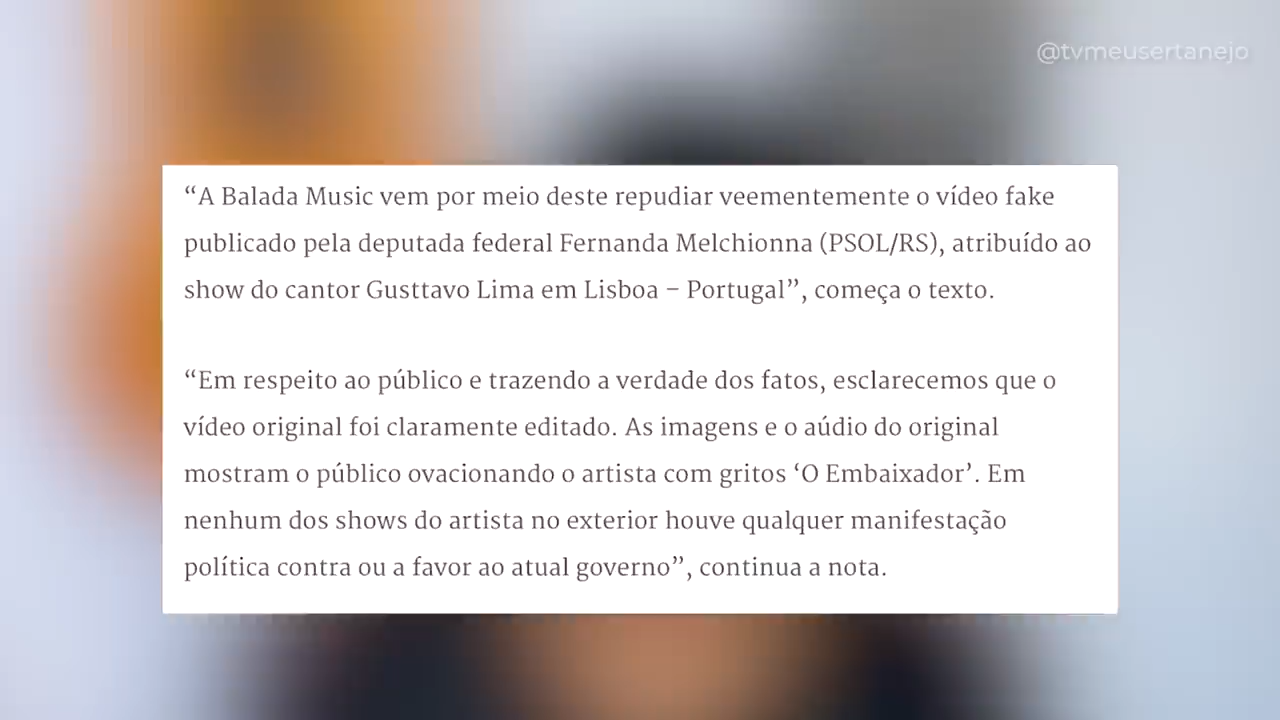 @tvmeusertanejo
“A Balada Music vem por meio deste repudiar veementemente o vídeo fake
publicado pela deputada federal Fernanda Melchionna (PSOL/RS), atribuído ao
show do cantor Gusttavo Lima em Lisboa – Portugal”, começa o texto.
“Em respeito ao público e trazendo a verdade dos fatos, esclarecemos que o
vídeo original foi claramente editado. As imagens e o aúdio do original
mostram o público ovacionando o artista com gritos ‘O Embaixador’. Em
nenhum dos shows do artista no exterior houve qualquer manifestação
política contra ou a favor ao atual governo”, continua a nota.